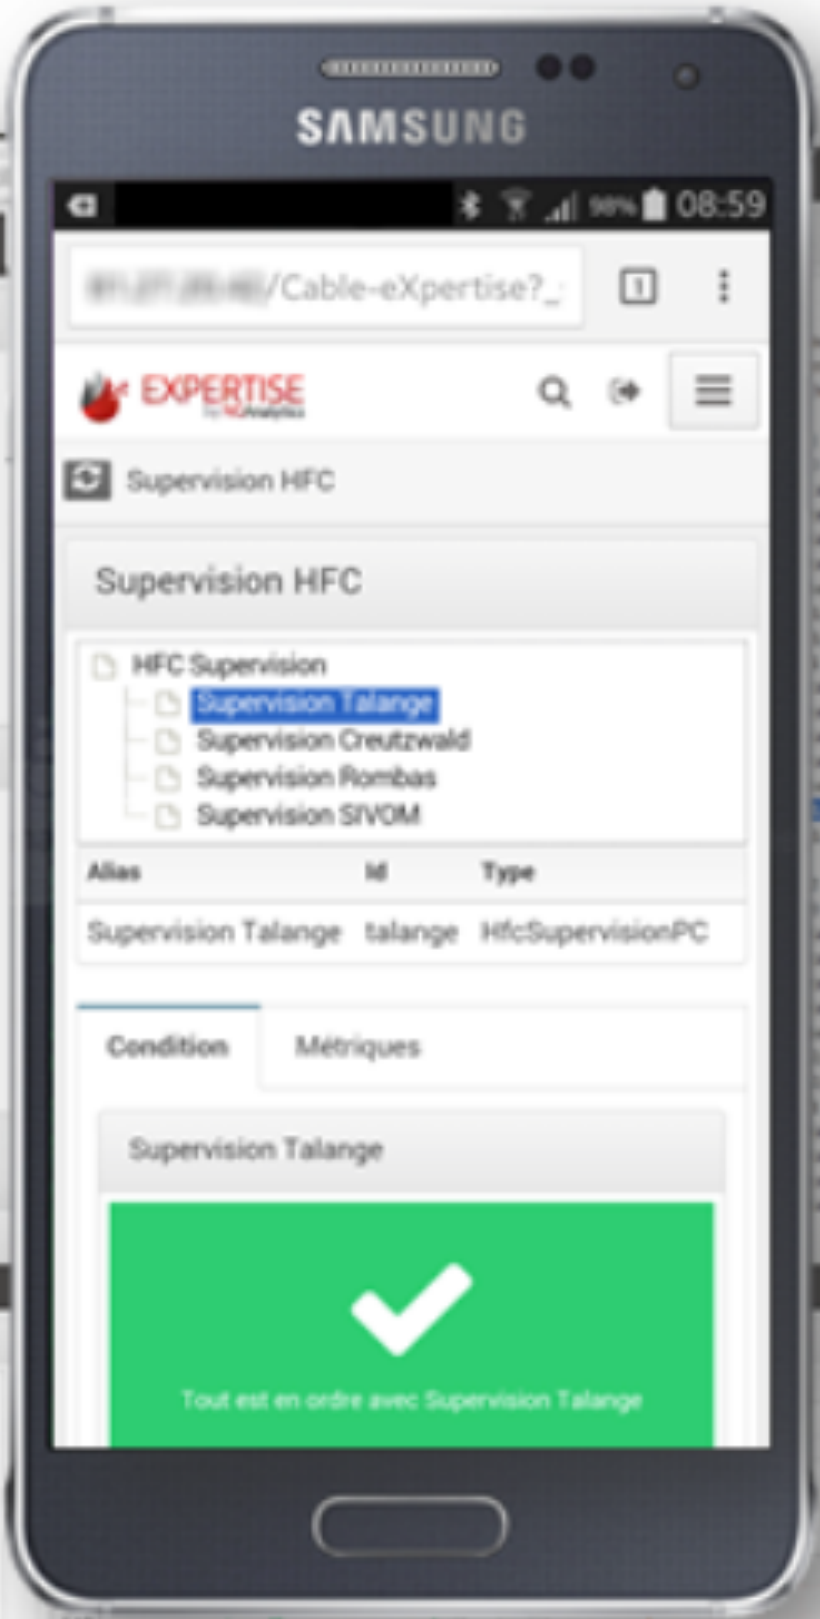 SAMSUNG
98% 08:59
/Cable-eXpertise?_
1
EXPERTISE
Supervision HFC
Supervision HFC
HFC Supervision
Supervision Talange
Supervision Creutzwald
Supervision Rombas
Supervision SIVOM
Alias Id Type
Supervision Talange talange HfcSupervisionPC
Condition Métriques
Supervision Talange
Tout est en ordre avec Supervision Talange